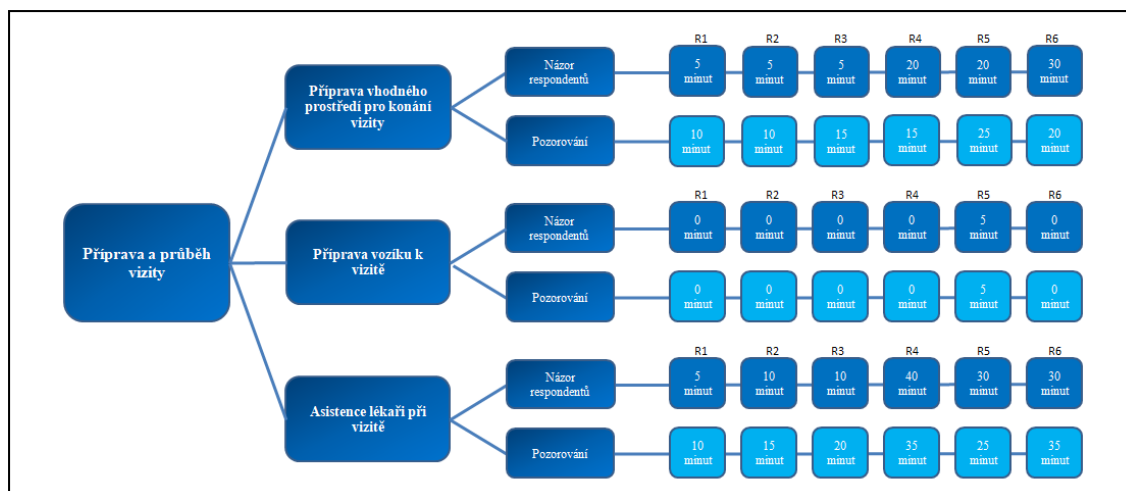 R1 R2 R3 R4 R5 R6
Příprava vhodného
prostředí pro konání
vizity
Názor
respondentů
5
minut
5
minut
5
minut
20
minut
20
minut
30
minut
Pozorování
10
minut
10
minut
15
minut
15
minut
25
minut
20
minut
Příprava a průběh
vizity
R1 R2 R3 R4 R5 R6
Příprava vozíku k
vizitě
Názor
respondentů
0
minut
0
minut
0
minut
0
minut
5
minut
0
minut
Pozorování
0
minut
0
minut
0
minut
0
minut
5
minut
0
minut
R1 R2 R3 R4 R5 R6
Asistence lékaři při
vizitě
Názor
respondentů
5
minut
10
minut
10
minut
40
minut
30
minut
30
minut
Pozorování
10
minut
15
minut
20
minut
35
minut
25
minut
35
minut